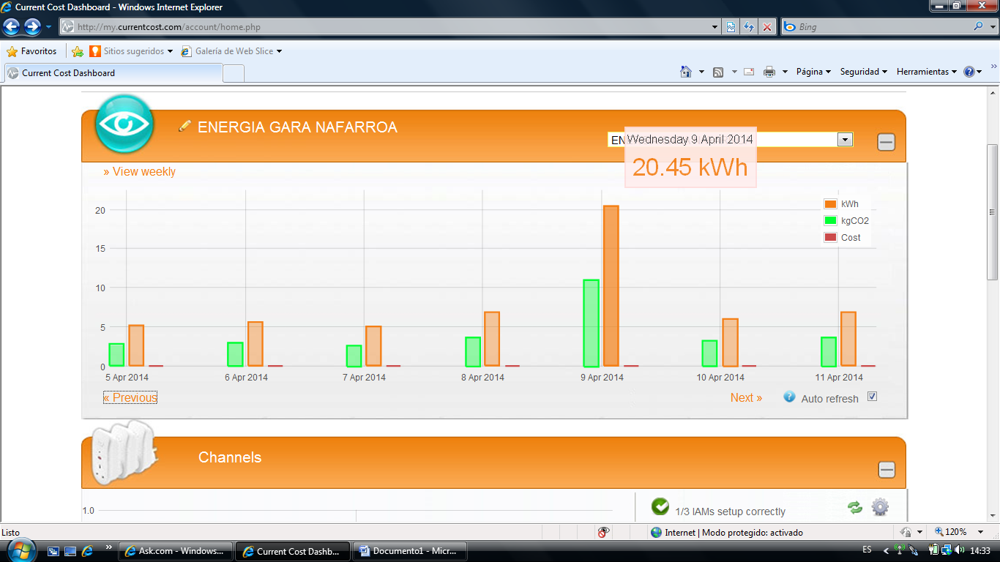 Current Cost Dashboard - Windows Internet Explorer
http://my.currentcost.com/account/home.php
Bing
Favoritos
Sitios sugeridos
Galería de Web Slice
Current Cost Dashboard
Página
Seguridad
Herramientas
»
ENERGIA GARA NAFARROA
EN
Wednesday 9 April 2014
20.45 kWh
» View weekly
kWh
kgCO2
Cost
20
15
10
5
0
5 Apr 2014
6 Apr 2014
7 Apr 2014
8 Apr 2014
9 Apr 2014
10 Apr 2014
11 Apr 2014
« Previous
Next »
Auto refresh
Channels
1.0
1/3 IAMs setup correctly
Listo
Internet | Modo protegido: activado
120%
»
Ask.com - Windows...
Current Cost Dashb...
Documento1 - Micr...
ES
14:33